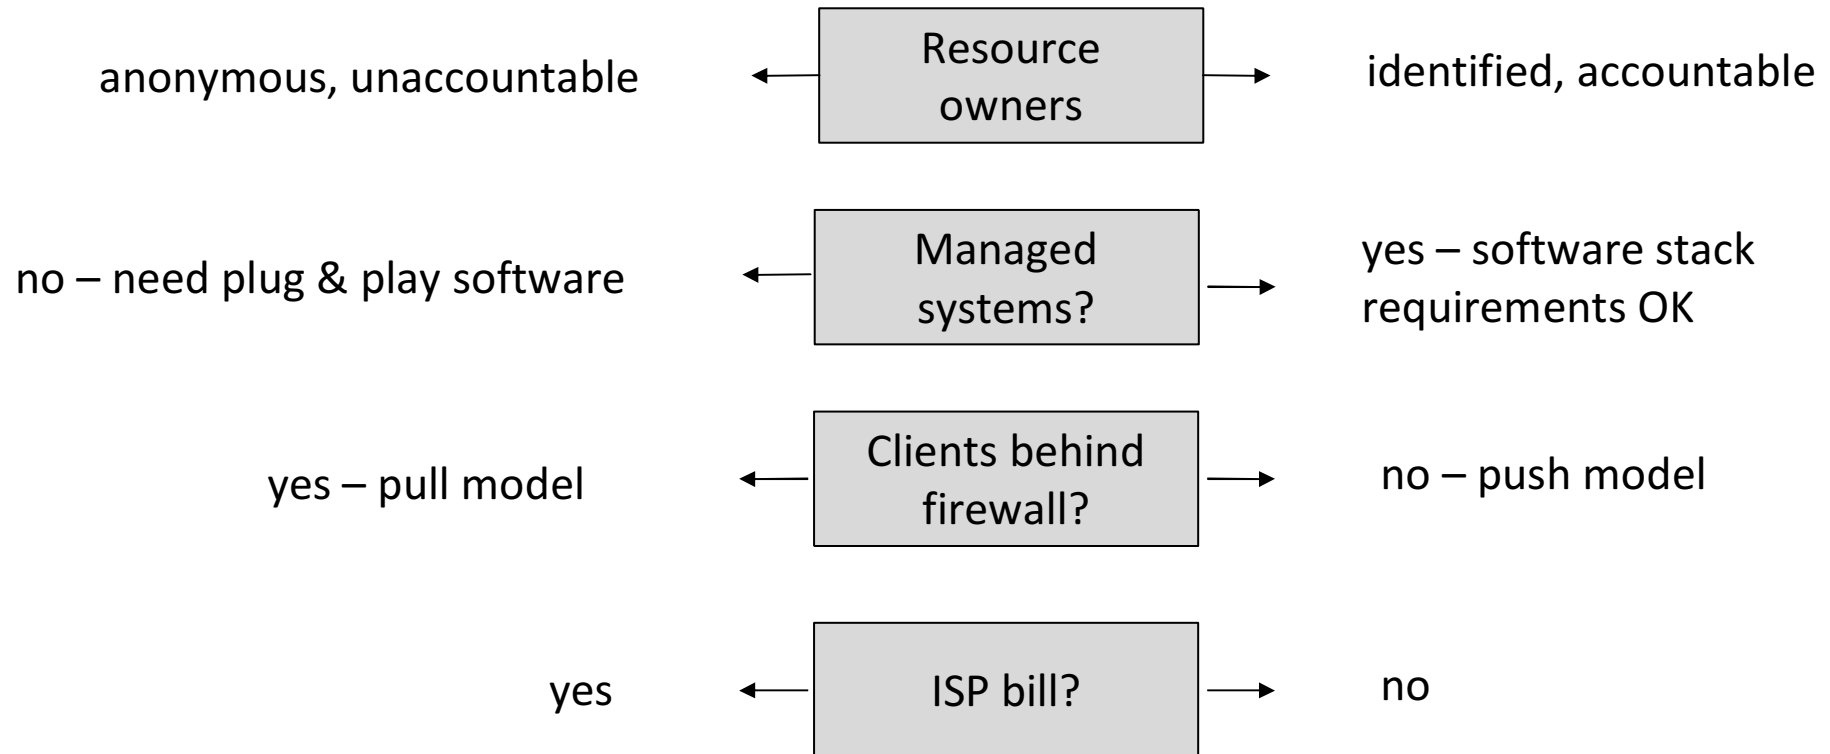 anonymous, unaccountable
Resource
owners
identified, accountable
no – need plug & play software
Managed
systems?
yes – software stack
requirements OK
yes – pull model
Clients behind
firewall?
no – push model
yes
ISP bill?
no